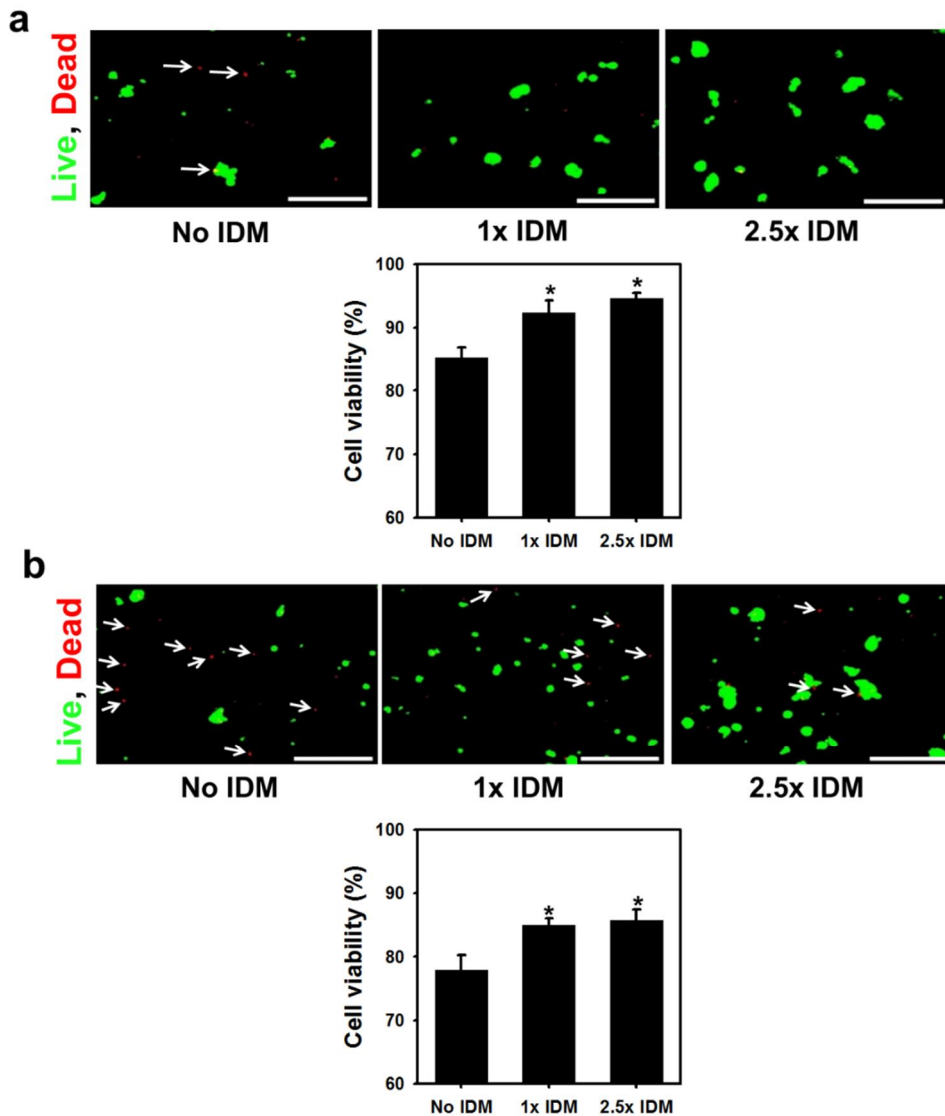 a
Live, Dead
No IDM
1x IDM
2.5x IDM
Cell viability (%)
100
90
80
70
60
*
*
No IDM
1x IDM
2.5x IDM
b
Live, Dead
No IDM
1x IDM
2.5x IDM
Cell viability (%)
100
90
80
70
60
*
*
No IDM
1x IDM
2.5x IDM